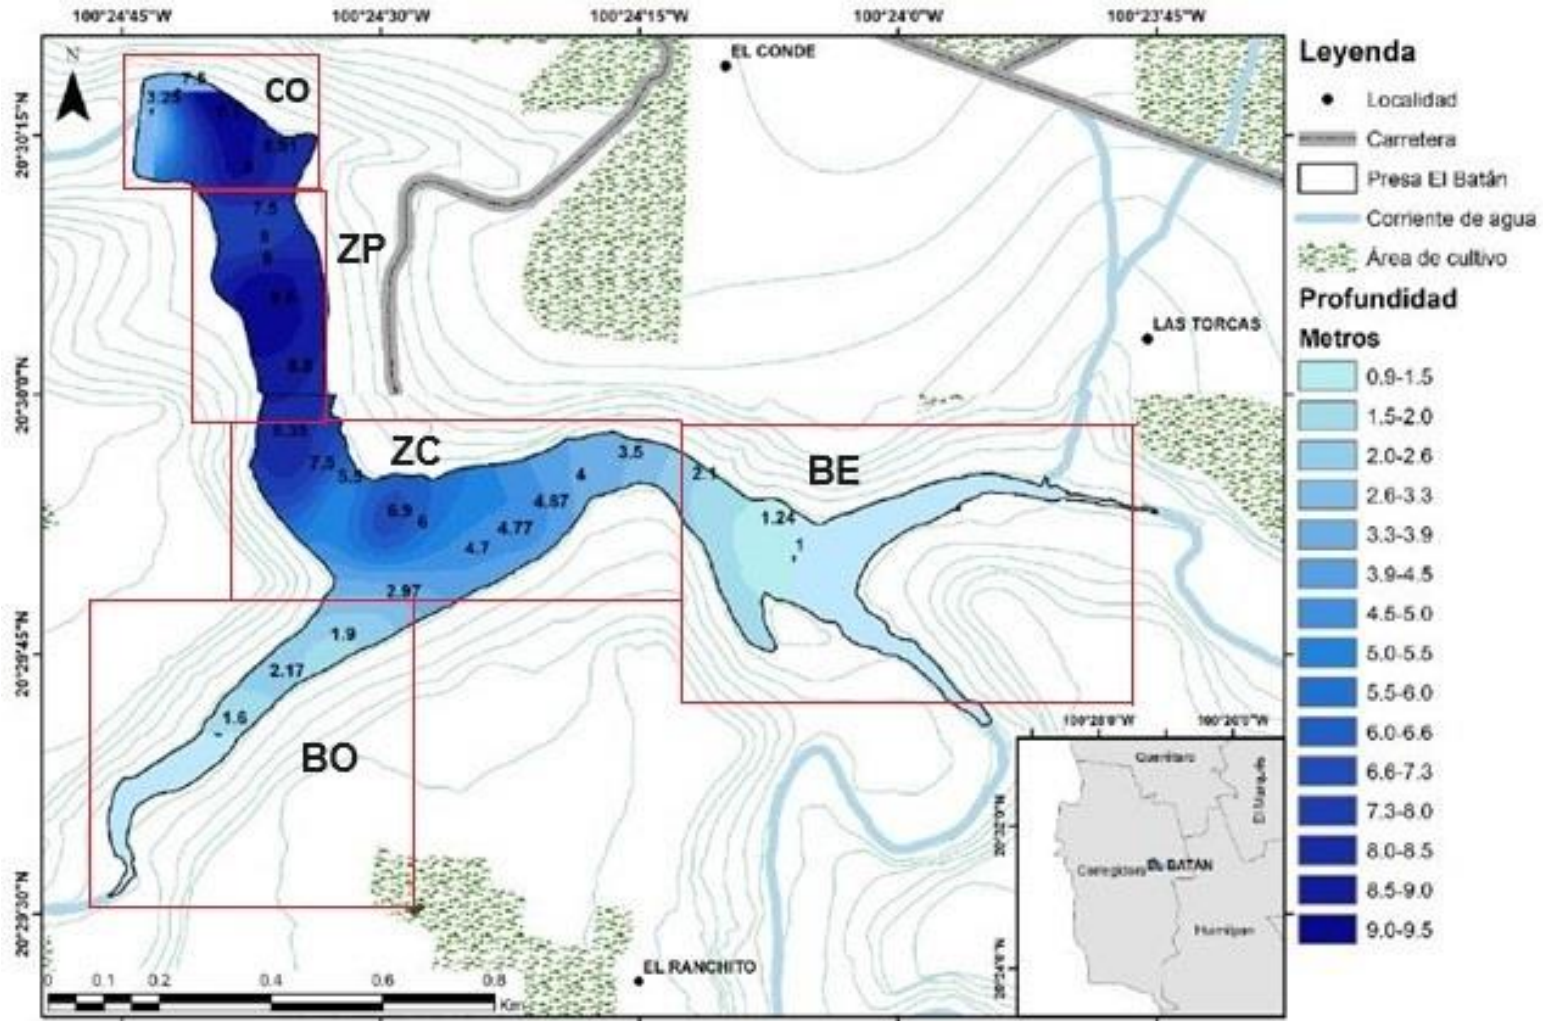 100°24'45"W
100°24'30"W
100°24'15"W
100°24'0"W
100°23'45"W
20°30'15"N
20°30'0"N
20°29'45"N
20°29'30"N
N
CO
7.5
3.25
ZP
7.5
8
9
EL CONDE
LAS TORCAS
ZC
7.5
5.5
6.9
6
4.7
4.77
4.87
4
3.5
2.97
BE
2.1
1.24
1
BO
1.9
2.17
1.6
EL RANCHITO
0 0.1 0.2 0.4 0.6 0.8
Km
Leyenda
Localidad
Carretera
Presa El Batán
Corriente de agua
Área de cultivo
Profundidad
Metros
0.9-1.5
1.5-2.0
2.0-2.6
2.6-3.3
3.3-3.9
3.9-4.5
4.5-5.0
5.0-5.5
5.5-6.0
6.0-6.6
6.6-7.3
7.3-8.0
8.0-8.5
8.5-9.0
9.0-9.5
Querétaro
El Marqués
Corregidora
EL BATAN
Huimilpan